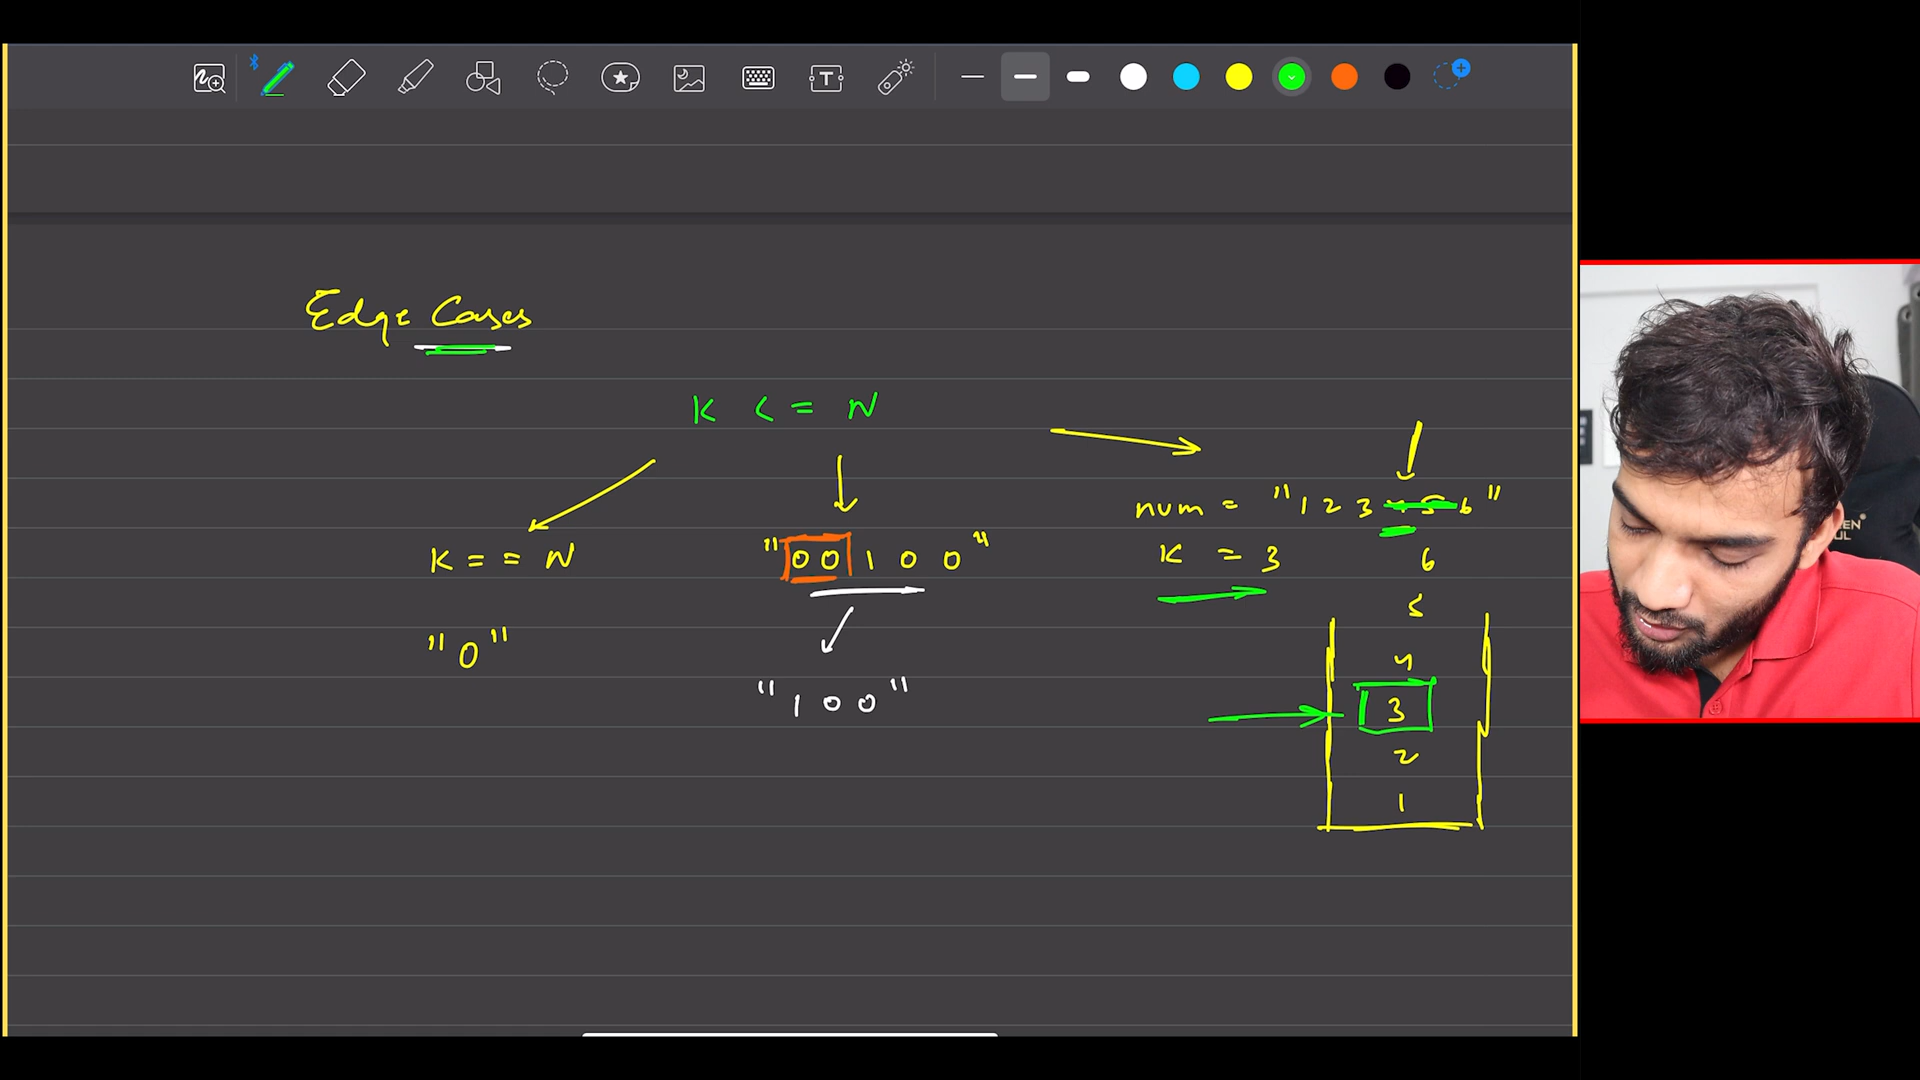 Edge Cases
K <= N
K == N
"0"
"00100"
"100"
num = "123456"
K = 3
6
5
4
3
2
1